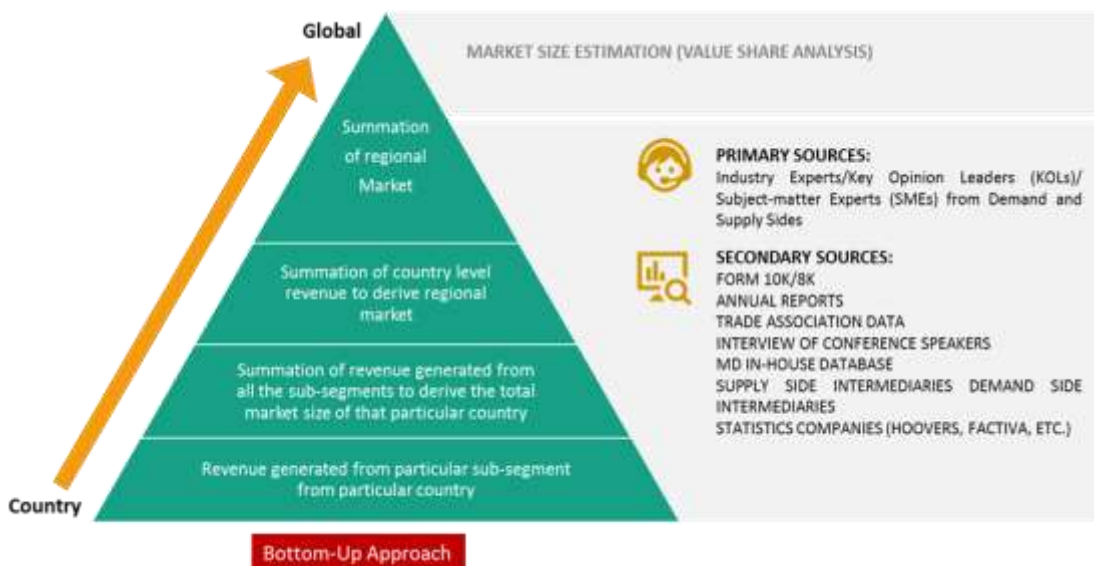 Global
MARKET SIZE ESTIMATION (VALUE SHARE ANALYSIS)
Summation
of regional
Market
PRIMARY SOURCES:
Industry Experts/Key Opinion Leaders (KOLs)/
Subject-matter Experts (SMEs) from Demand and
Supply Sides
Summation of country level
revenue to derive regional
market
SECONDARY SOURCES:
FORM 10K/8K
ANNUAL REPORTS
TRADE ASSOCIATION DATA
INTERVIEW OF CONFERENCE SPEAKERS
MD IN-HOUSE DATABASE
SUPPLY SIDE INTERMEDIARIES DEMAND SIDE
INTERMEDIARIES
STATISTICS COMPANIES (HOOVERS, FACTIVA, ETC.)
Summation of revenue generated from
all the sub-segments to derive the total
market size of that particular country
Revenue generated from particular sub-segment
from particular country
Country
Bottom-Up Approach